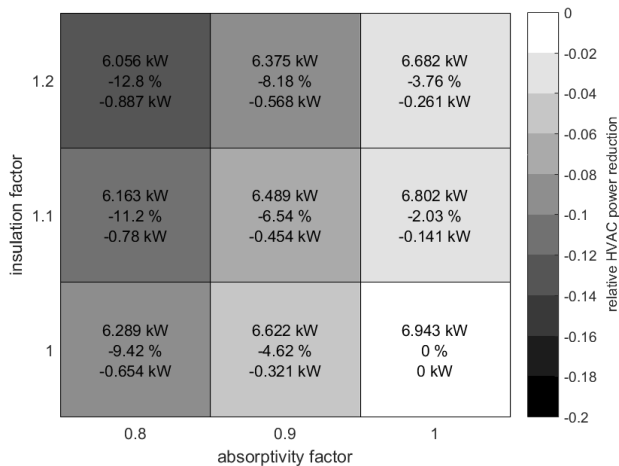 1.2
6.056 kW
-12.8 %
-0.887 kW
6.375 kW
-8.18 %
-0.568 kW
6.682 kW
-3.76 %
-0.261 kW
1.1
6.163 kW
-11.2 %
-0.78 kW
6.489 kW
-6.54 %
-0.454 kW
6.802 kW
-2.03 %
-0.141 kW
1
6.289 kW
-9.42 %
-0.654 kW
6.622 kW
-4.62 %
-0.321 kW
6.943 kW
0 %
0 kW
insulation factor
0.8
0.9
1
absorptivity factor
0
-0.02
-0.04
-0.06
-0.08
-0.1
-0.12
-0.14
-0.16
-0.18
-0.2
relative HVAC power reduction